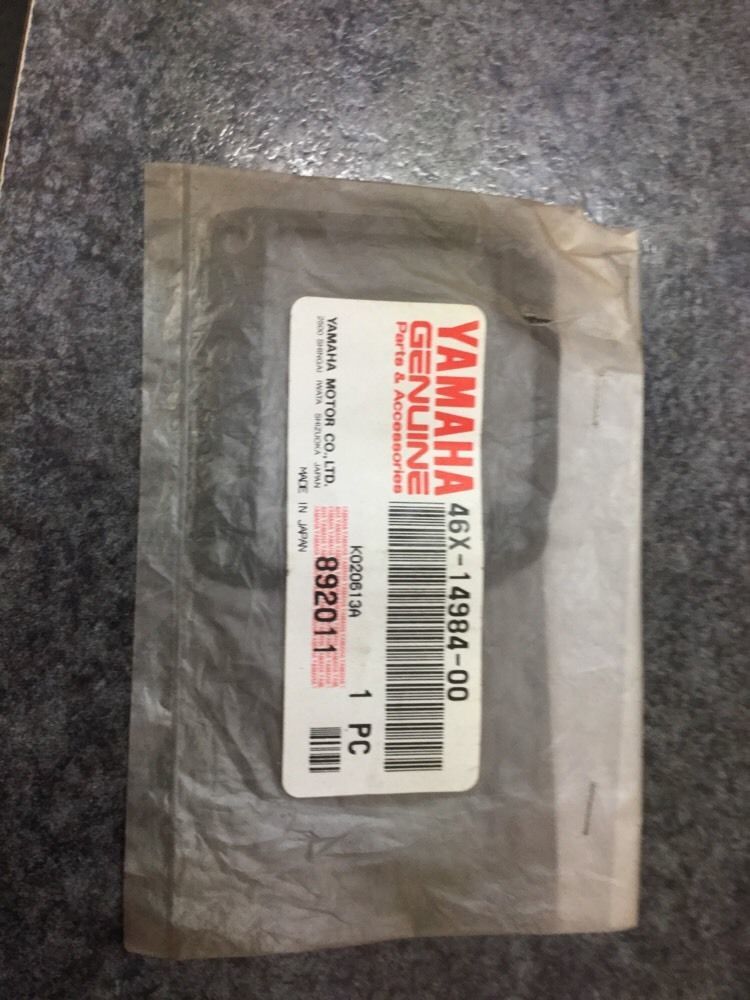 YAMAHA
GENUINE
Parts & Accessories
46X-14984-00
K020613A
1 PC
892011
YAMAHA MOTOR CO., LTD.
2500 SHINGAI IWATA SHIZUOKA JAPAN
MADE IN JAPAN